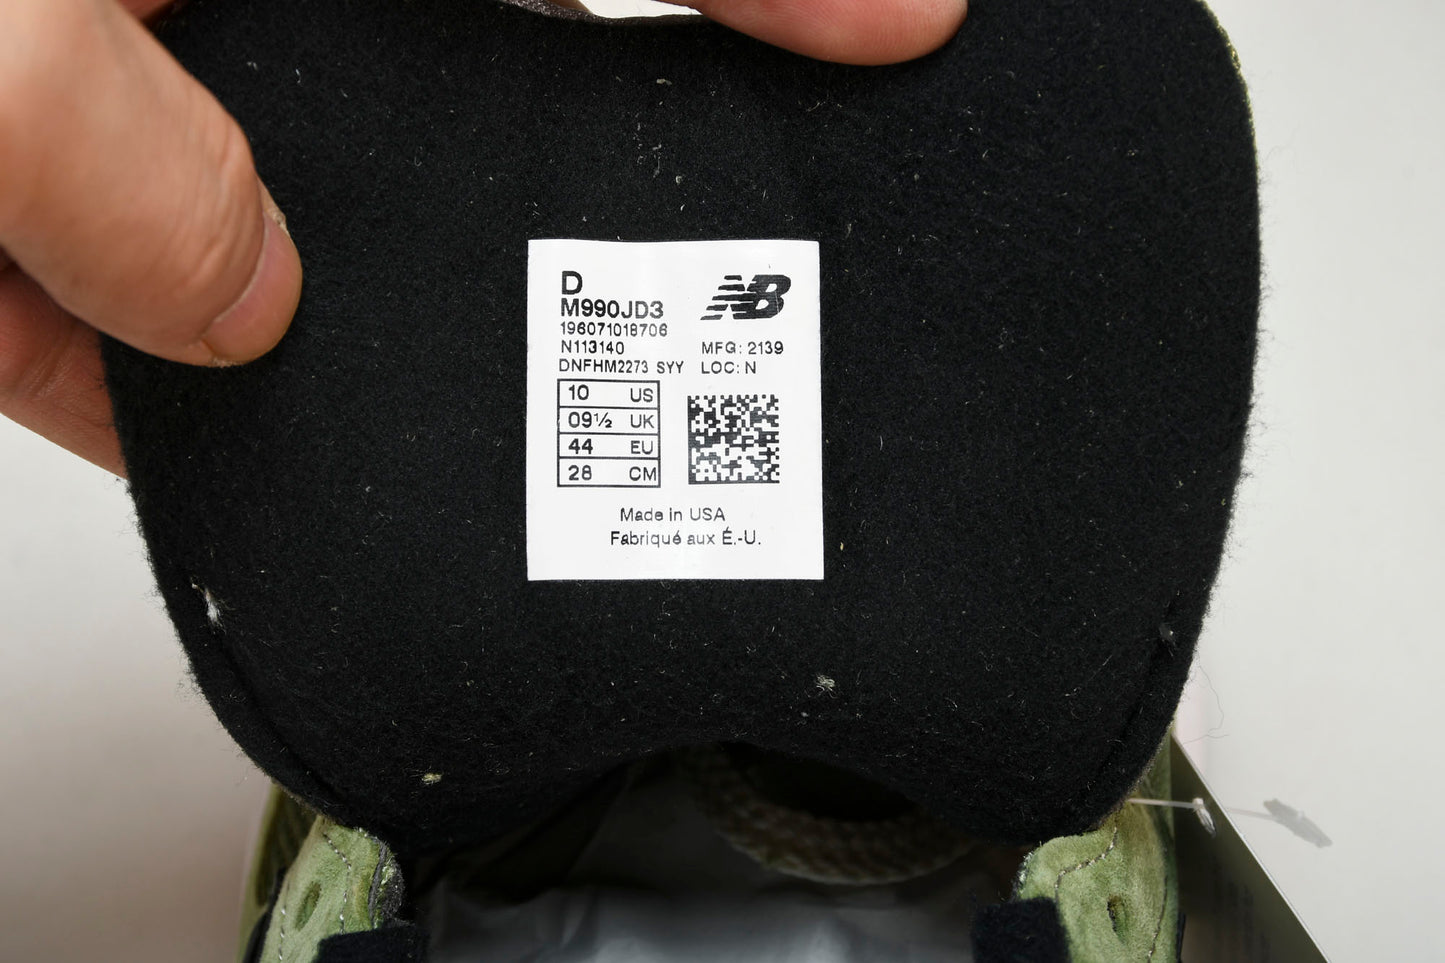 D
NB
M990JD3
196071018706
N113140 MFG: 2139
DNFHM2273 SYY LOC: N
10 US
09½ UK
44 EU
28 CM
Made in USA
Fabriqué aux É.-U.